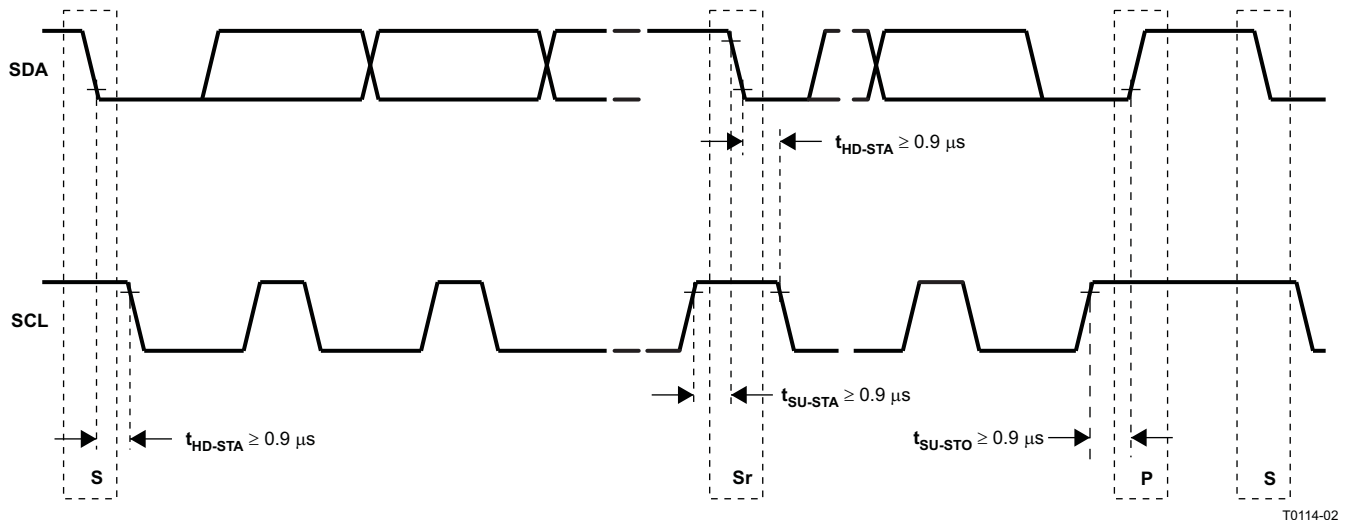 SDA
t_HD-STA ≥ 0.9 μs
SCL
t_SU-STA ≥ 0.9 μs
t_HD-STA ≥ 0.9 μs
t_SU-STO ≥ 0.9 μs
S
Sr
P
S
T0114-02